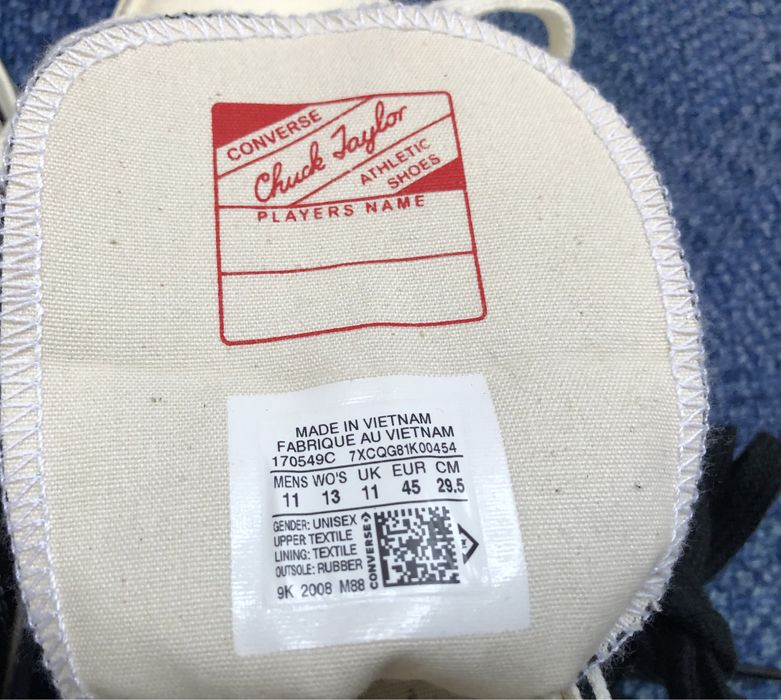 CONVERSE
Chuck Taylor
ATHLETIC
SHOES
PLAYERS NAME
MADE IN VIETNAM
FABRIQUE AU VIETNAM
170549C 7XCQG81K00454
MENS WO'S UK EUR CM
11 13 11 45 29.5
GENDER: UNISEX
UPPER TEXTILE
LINING: TEXTILE
OUTSOLE: RUBBER
CONVERSE
9K 2008 M88